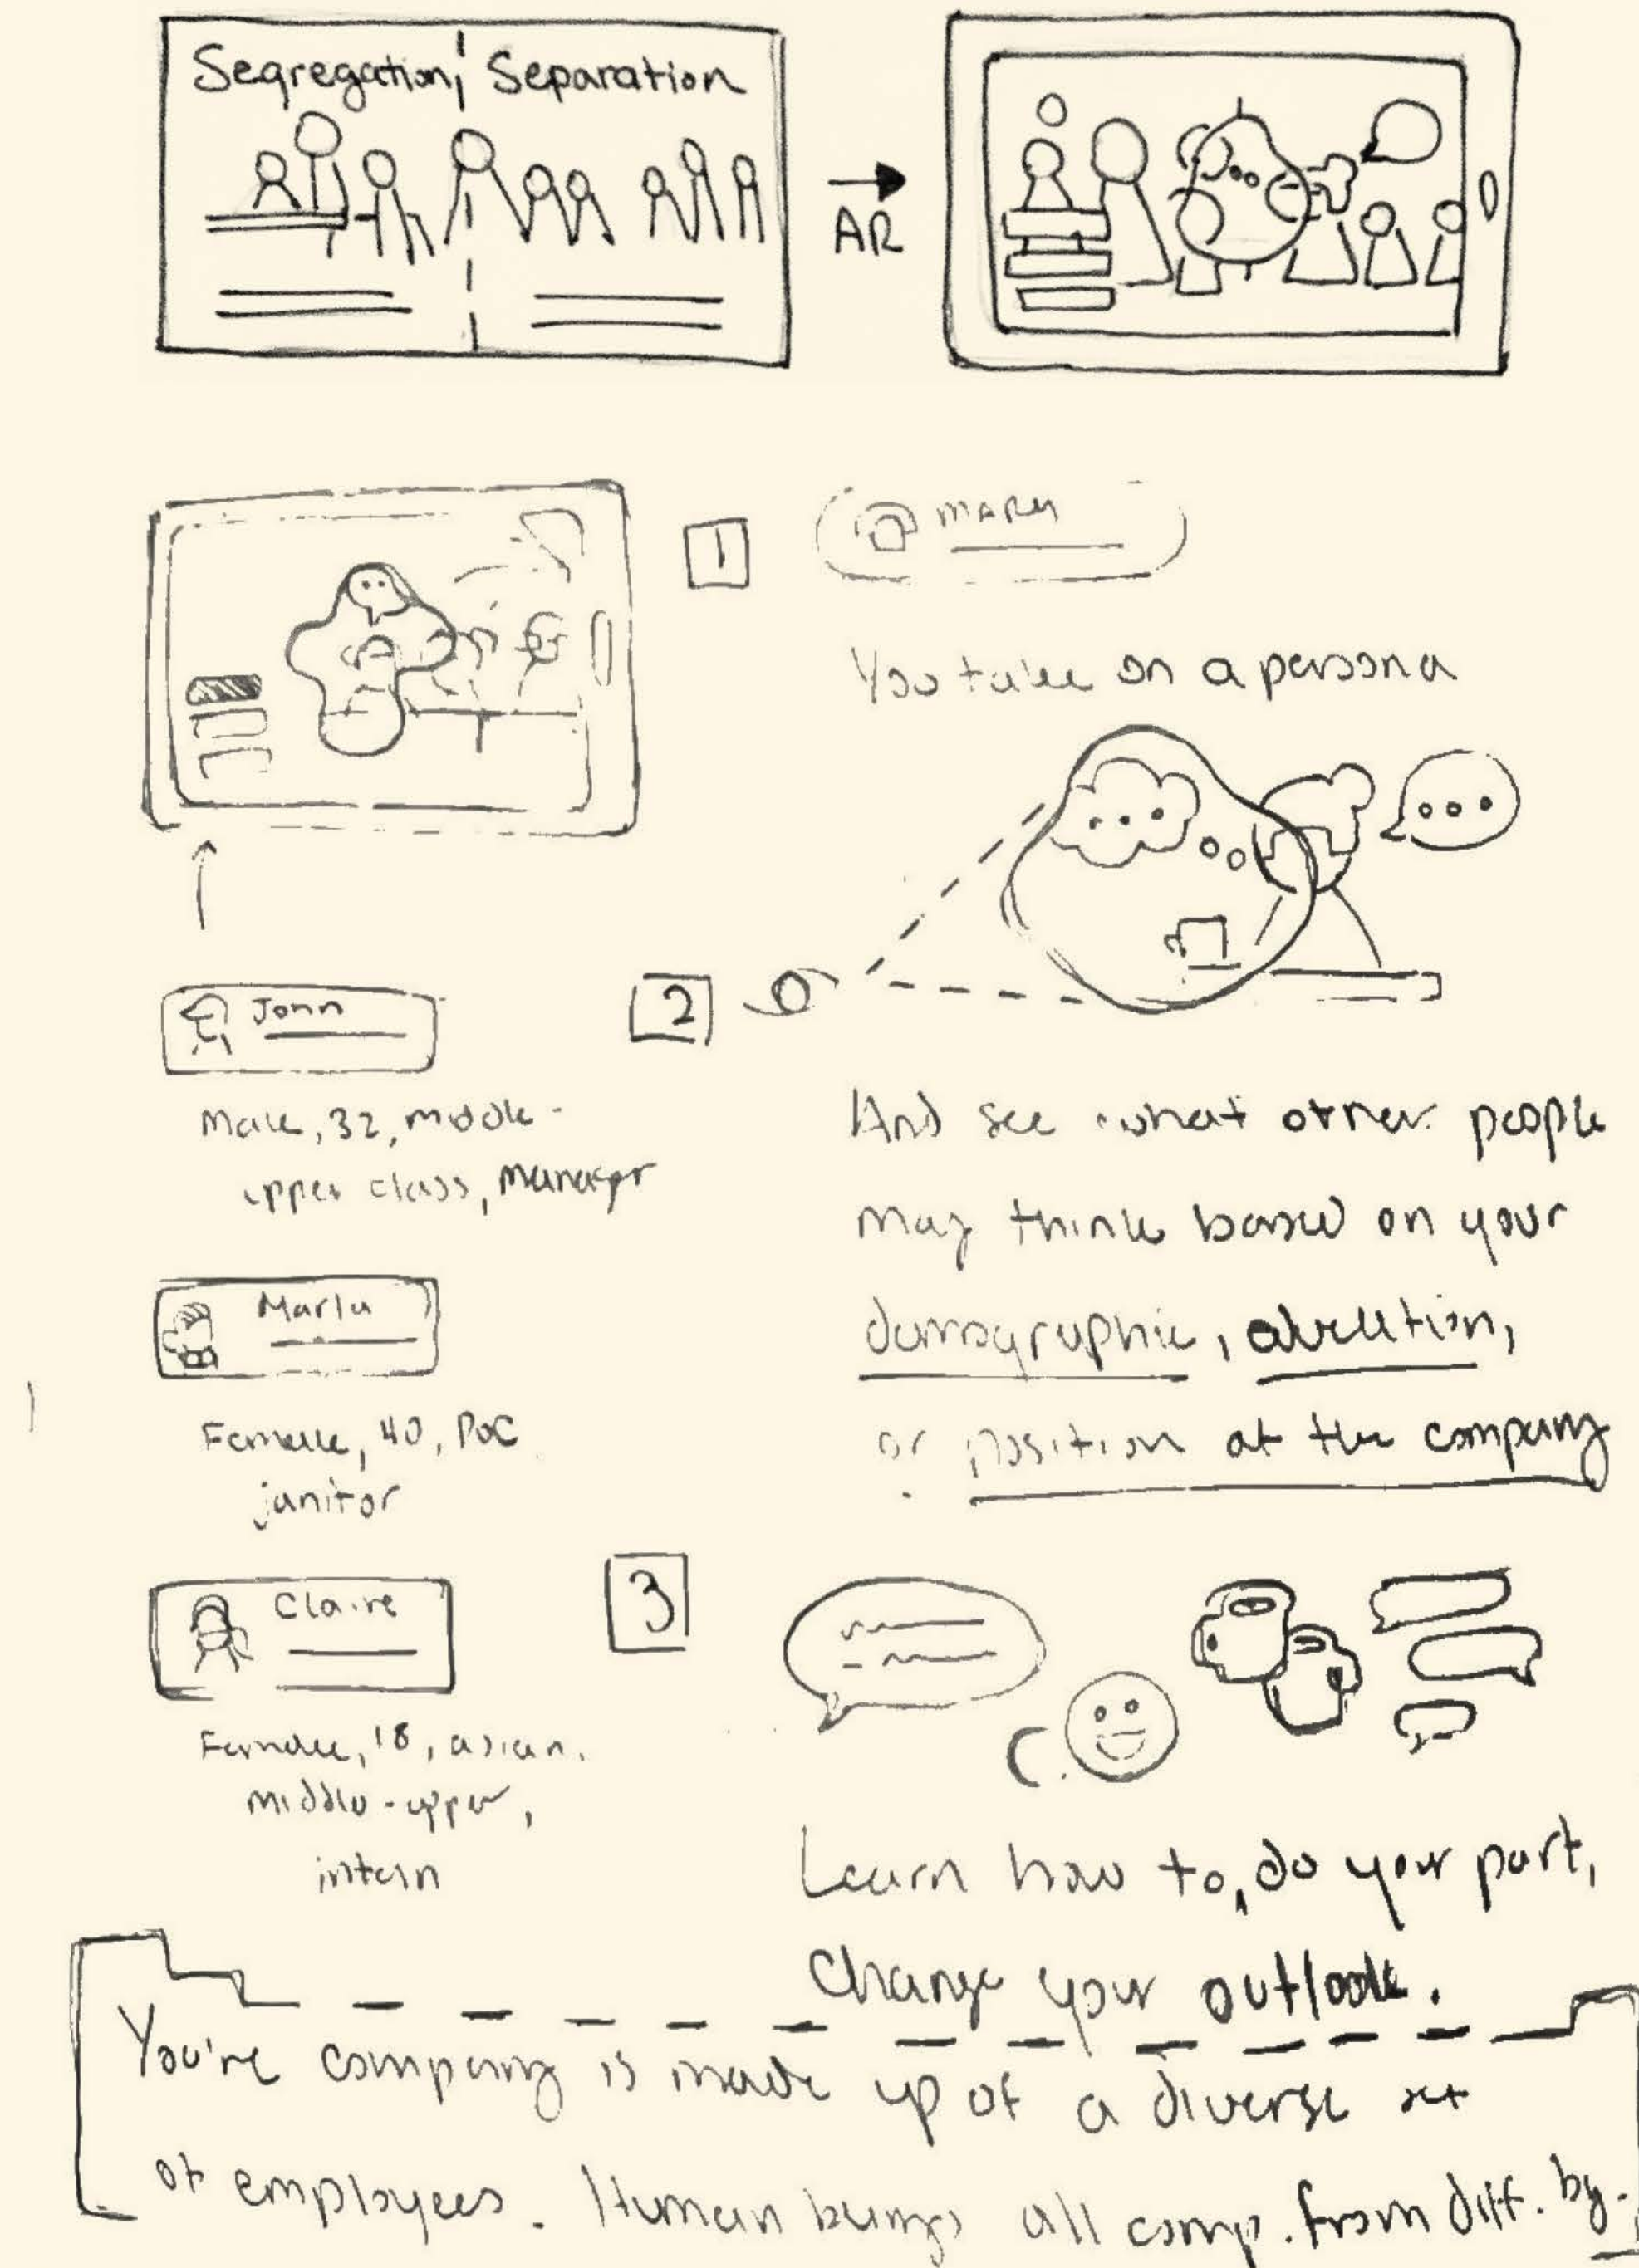 Segregation, Separation
AR
1
MARY
You take on a persona
2
John
Male, 32, middle-
upper class, manager
And see what other people
may think based on your
demographic,
or position at the company
Marla
Female, 40, POC
janitor
3
Claire
Female, 18, asian,
middle-upper,
intern
Learn how to, do your part,
Change your outlook.
You're company is made up of a diverse set
of employees. Human beings all comp. from diff. by.